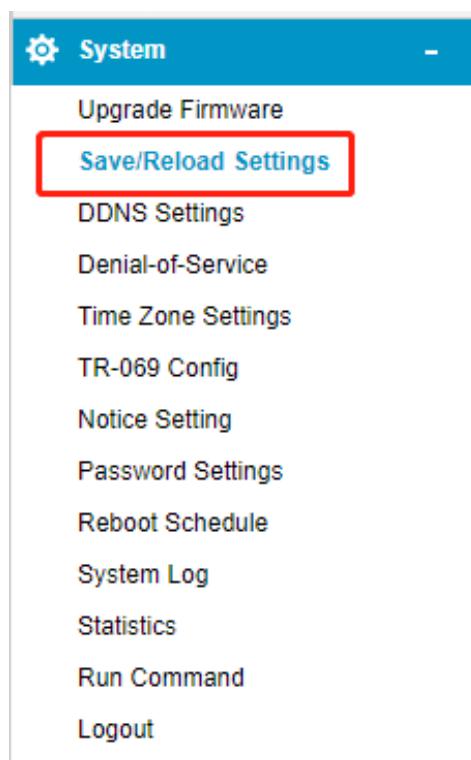 System
Upgrade Firmware
Save/Reload Settings
DDNS Settings
Denial-of-Service
Time Zone Settings
TR-069 Config
Notice Setting
Password Settings
Reboot Schedule
System Log
Statistics
Run Command
Logout